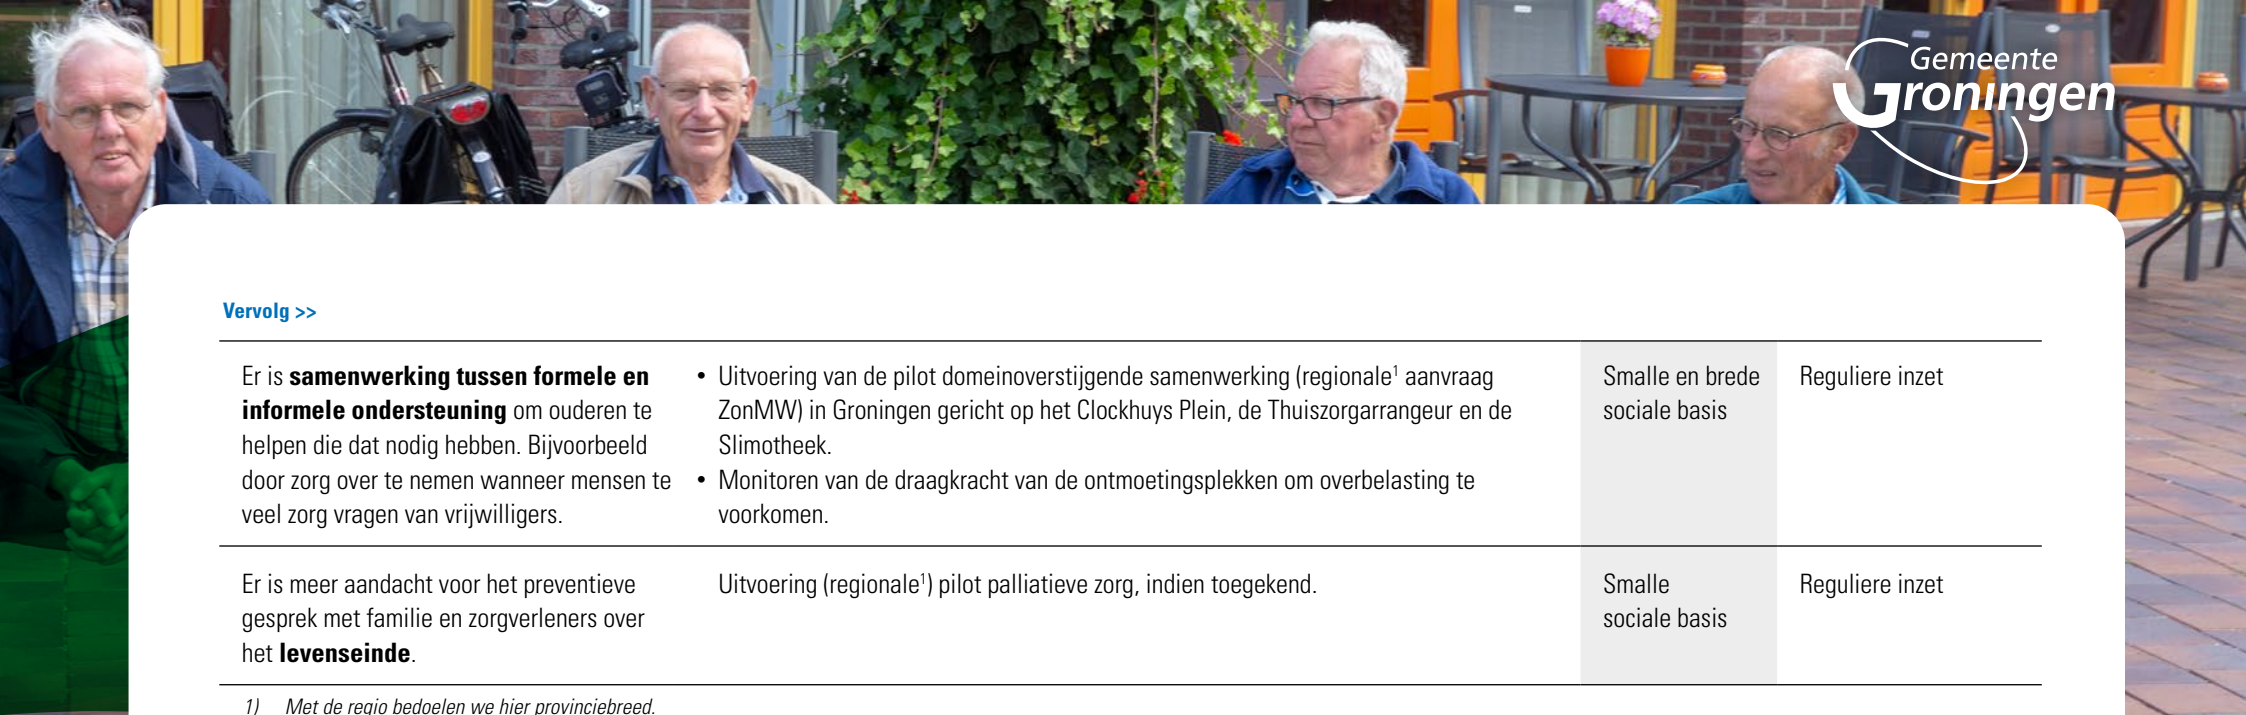 Gemeente
Groningen
Vervolg >>
Er is samenwerking tussen formele en
informele ondersteuning om ouderen te
helpen die dat nodig hebben. Bijvoorbeeld
door zorg over te nemen wanneer mensen te
veel zorg vragen van vrijwilligers.
• Uitvoering van de pilot domeinoverstijgende samenwerking (regionale¹ aanvraag
ZonMW) in Groningen gericht op het Clockhuys Plein, de Thuiszorgarrangeur en de
Slimotheek.
• Monitoren van de draagkracht van de ontmoetingsplekken om overbelasting te
voorkomen.
Smalle en brede
sociale basis
Reguliere inzet
Er is meer aandacht voor het preventieve
gesprek met familie en zorgverleners over
het levenseinde.
Uitvoering (regionale¹) pilot palliatieve zorg, indien toegekend.
Smalle
sociale basis
Reguliere inzet
1) Met de regio bedoelen we hier provinciebreed.